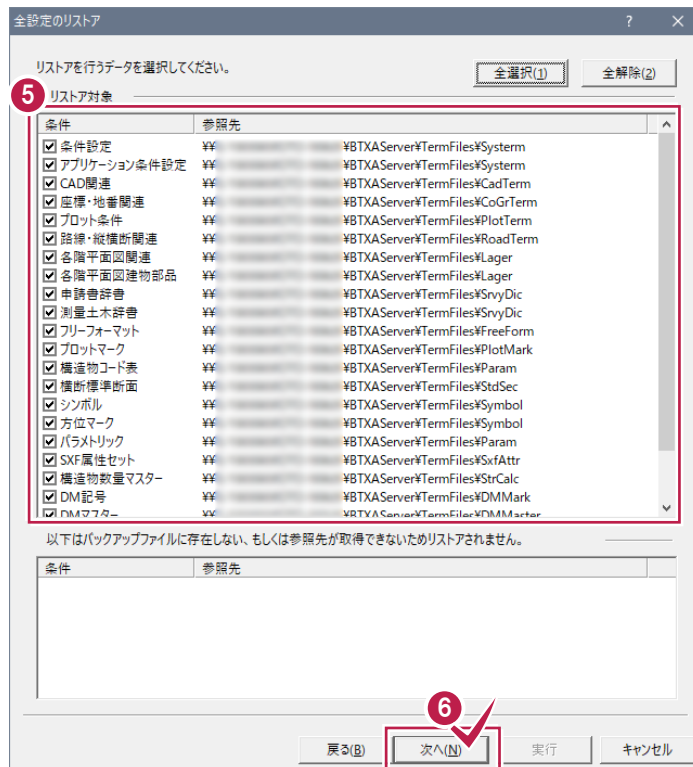 全設定のリストア ? ×
リストアを行うデータを選択してください。 全選択(1) 全解除(2)
5 リストア対象
条件 参照先
条件設定 ¥¥ ¥BTXAServer¥TermFiles¥Systerm
アプリケーション条件設定 ¥¥ ¥BTXAServer¥TermFiles¥Systerm
CAD関連 ¥¥ ¥BTXAServer¥TermFiles¥CadTerm
座標・地番関連 ¥¥ ¥BTXAServer¥TermFiles¥CoGrTerm
プロット条件 ¥¥ ¥BTXAServer¥TermFiles¥PlotTerm
路線・縦横断関連 ¥¥ ¥BTXAServer¥TermFiles¥RoadTerm
各階平面図関連 ¥¥ ¥BTXAServer¥TermFiles¥Lager
各階平面図建物部品 ¥¥ ¥BTXAServer¥TermFiles¥Lager
申請書辞書 ¥¥ ¥BTXAServer¥TermFiles¥SrvyDic
測量土木辞書 ¥¥ ¥BTXAServer¥TermFiles¥SrvyDic
フリーフォーマット ¥¥ ¥BTXAServer¥TermFiles¥FreeForm
プロットマーク ¥¥ ¥BTXAServer¥TermFiles¥PlotMark
構造物コード表 ¥¥ ¥BTXAServer¥TermFiles¥Param
横断標準断面 ¥¥ ¥BTXAServer¥TermFiles¥StdSec
シンボル ¥¥ ¥BTXAServer¥TermFiles¥Symbol
方位マーク ¥¥ ¥BTXAServer¥TermFiles¥Symbol
パラメトリック ¥¥ ¥BTXAServer¥TermFiles¥Param
SXF属性セット ¥¥ ¥BTXAServer¥TermFiles¥SxfAttr
構造物数量マスター ¥¥ ¥BTXAServer¥TermFiles¥StrCalc
DM記号 ¥¥ ¥BTXAServer¥TermFiles¥DMMark
DMマスター ¥¥ ¥BTXAServer¥TermFiles¥DMMaster
以下はバックアップファイルに存在しない、もしくは参照先が取得できないためリストアされません。
条件 参照先
6
戻る(B) 次へ(N) 実行 キャンセル